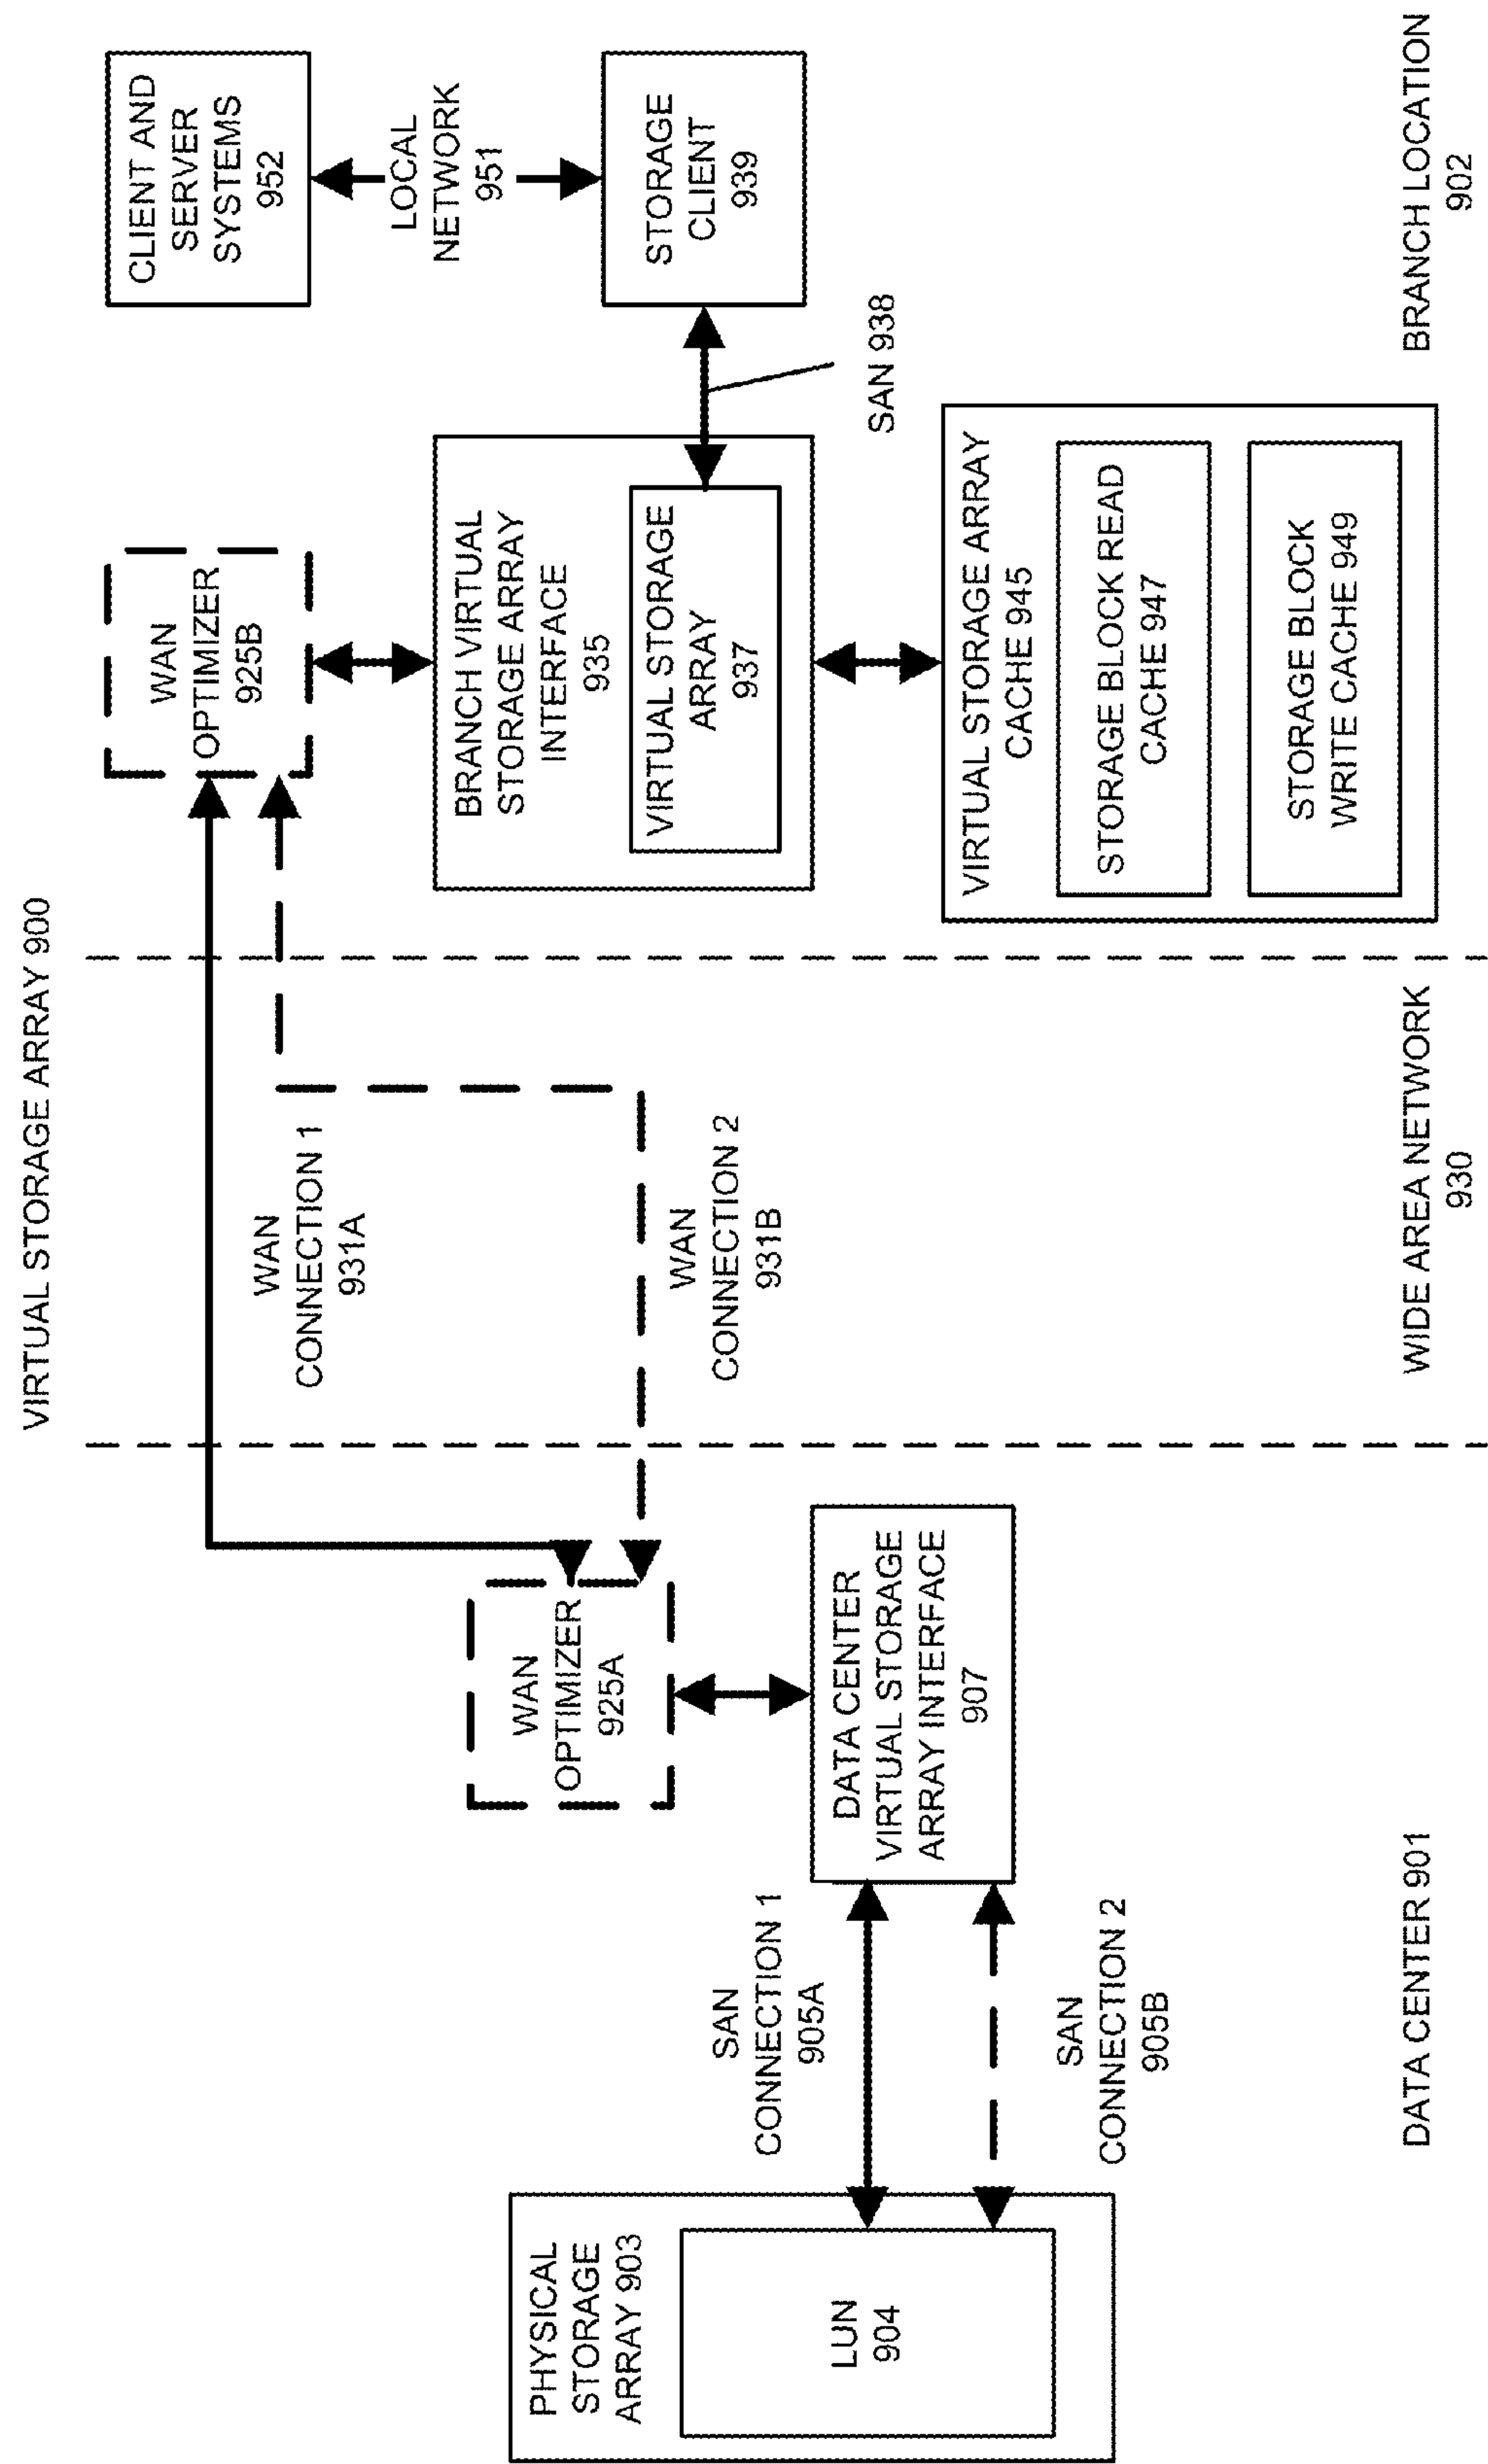 VIRTUAL STORAGE ARRAY 900
PHYSICAL
STORAGE
ARRAY 903
LUN
904
SAN
CONNECTION 1
905A
SAN
CONNECTION 2
905B
DATA CENTER 901
WAN
OPTIMIZER
925A
DATA CENTER
VIRTUAL STORAGE
ARRAY INTERFACE
907
WAN
CONNECTION 1
931A
WAN
CONNECTION 2
931B
WIDE AREA NETWORK
930
WAN
OPTIMIZER
925B
BRANCH VIRTUAL
STORAGE ARRAY
INTERFACE
935
VIRTUAL STORAGE
ARRAY
937
VIRTUAL STORAGE ARRAY
CACHE 945
STORAGE BLOCK READ
CACHE 947
STORAGE BLOCK
WRITE CACHE 949
SAN 938
CLIENT AND
SERVER
SYSTEMS
952
LOCAL
NETWORK
951
STORAGE
CLIENT
939
BRANCH LOCATION
902